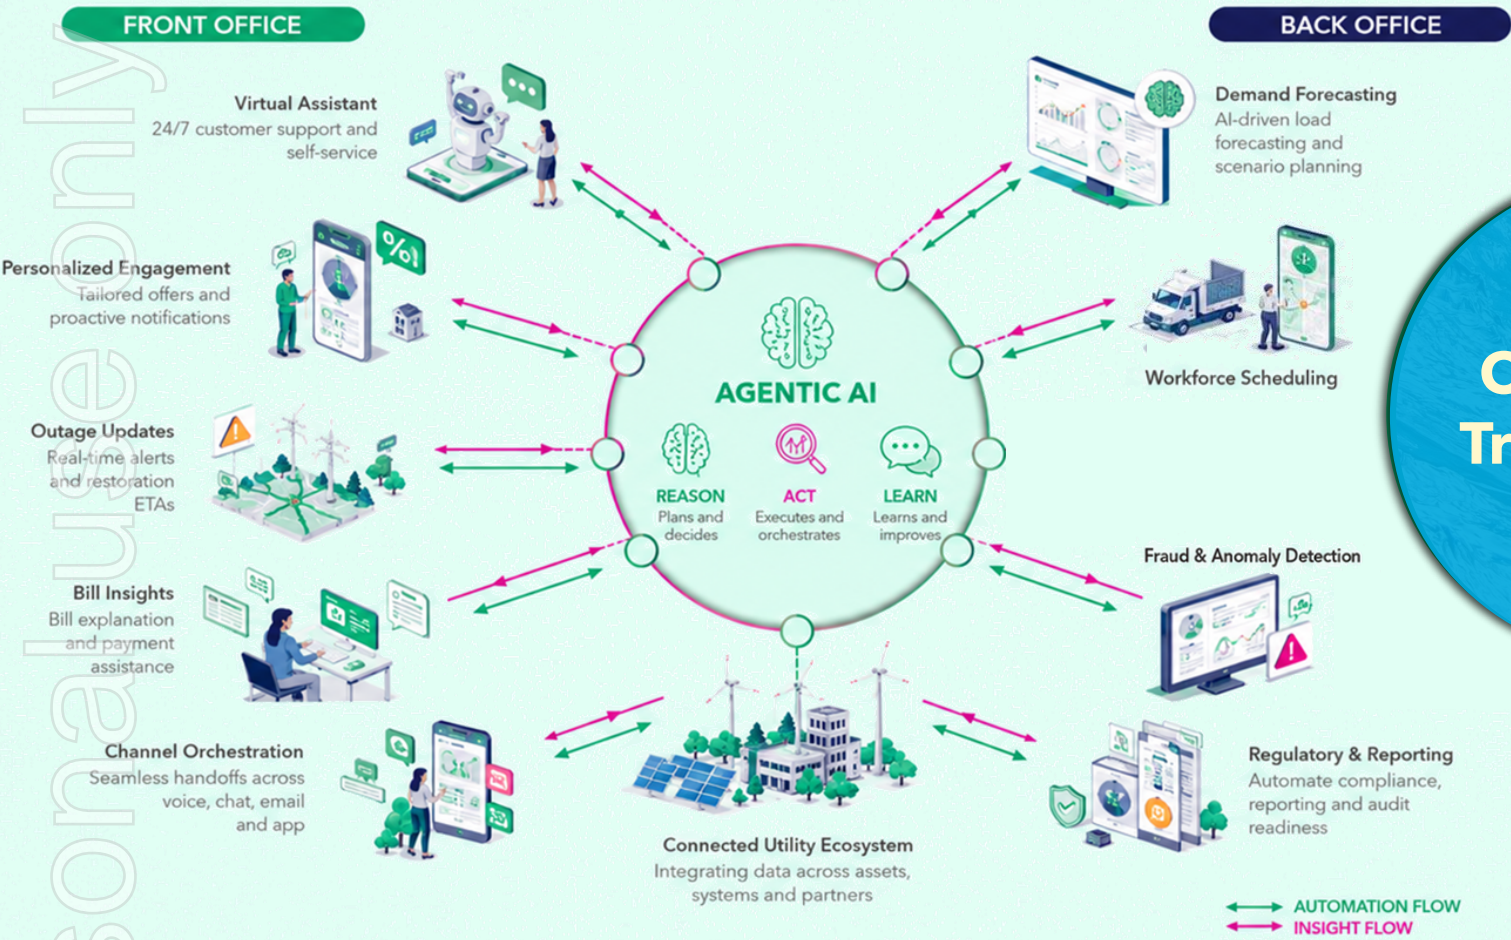 FRONT OFFICE
BACK OFFICE
Virtual Assistant
24/7 customer support and
self-service
Personalized Engagement
Tailored offers and
proactive notifications
%!
Outage Updates
Real-time alerts
and restoration
ETAs
Bill Insights
Bill explanation
and payment
assistance
Channel Orchestration
Seamless handoffs across
voice, chat, email
and app
AGENTIC AI
REASON
Plans and
decides
ACT
Executes and
orchestrates
LEARN
Learns and
improves
Connected Utility Ecosystem
Integrating data across assets,
systems and partners
Demand Forecasting
AI-driven load
forecasting and
scenario planning
Workforce Scheduling
Fraud & Anomaly Detection
Regulatory & Reporting
Automate compliance,
reporting and audit
readiness
AUTOMATION FLOW
INSIGHT FLOW
sonal use only